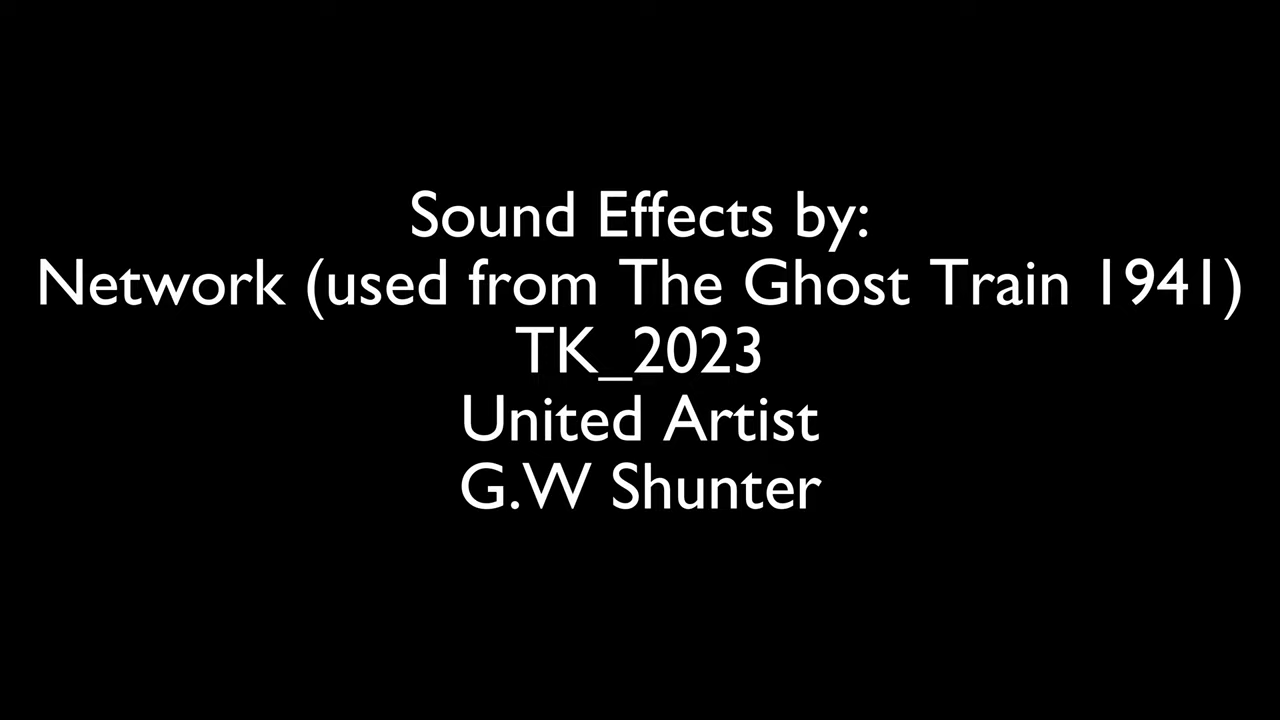 Sound Effects by:
Network (used from The Ghost Train 1941)
TK_2023
United Artist
G.W Shunter